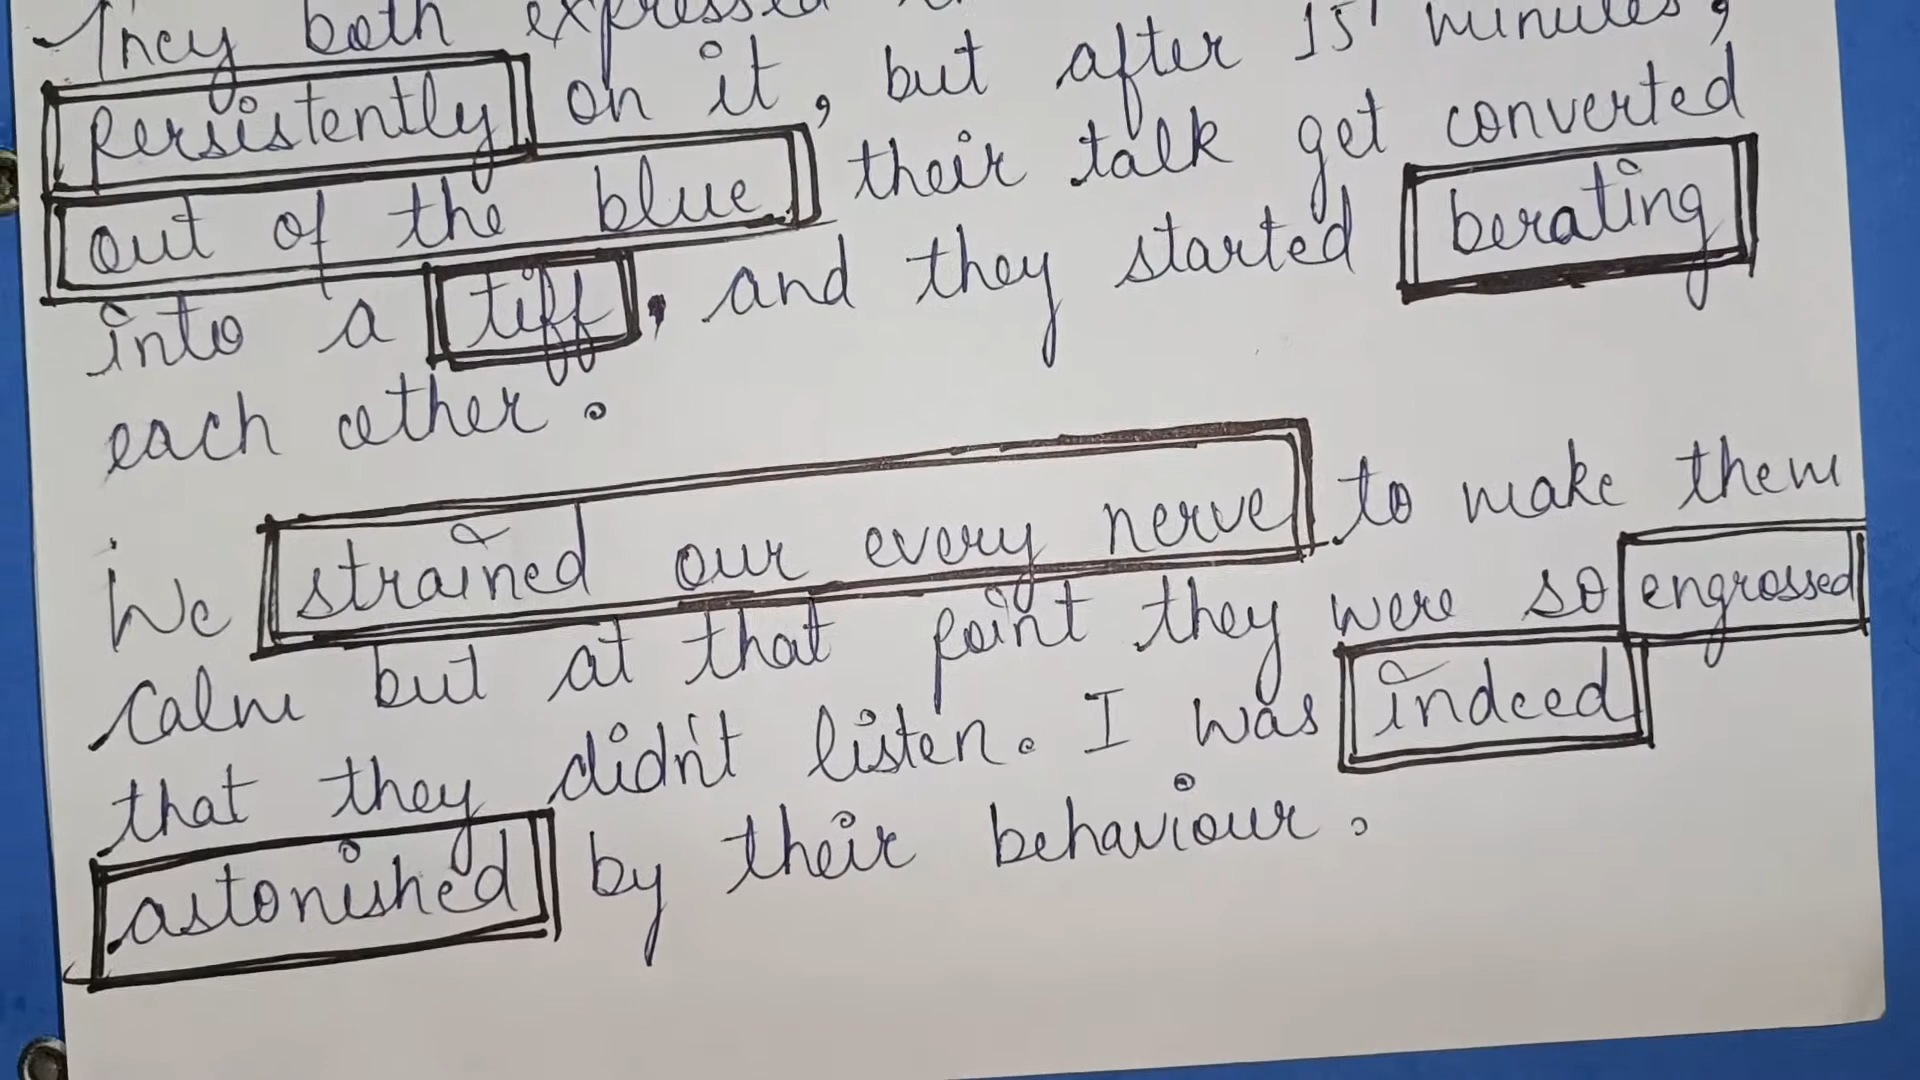 They both expressed
persistently on it, but after 15 minutes,
out of the blue, their talk get converted
into a tiff, and they started berating
each other.
We strained our every nerve to make them
calm but at that point they were so engrossed
that they didn't listen. I was indeed
astonished by their behaviour.